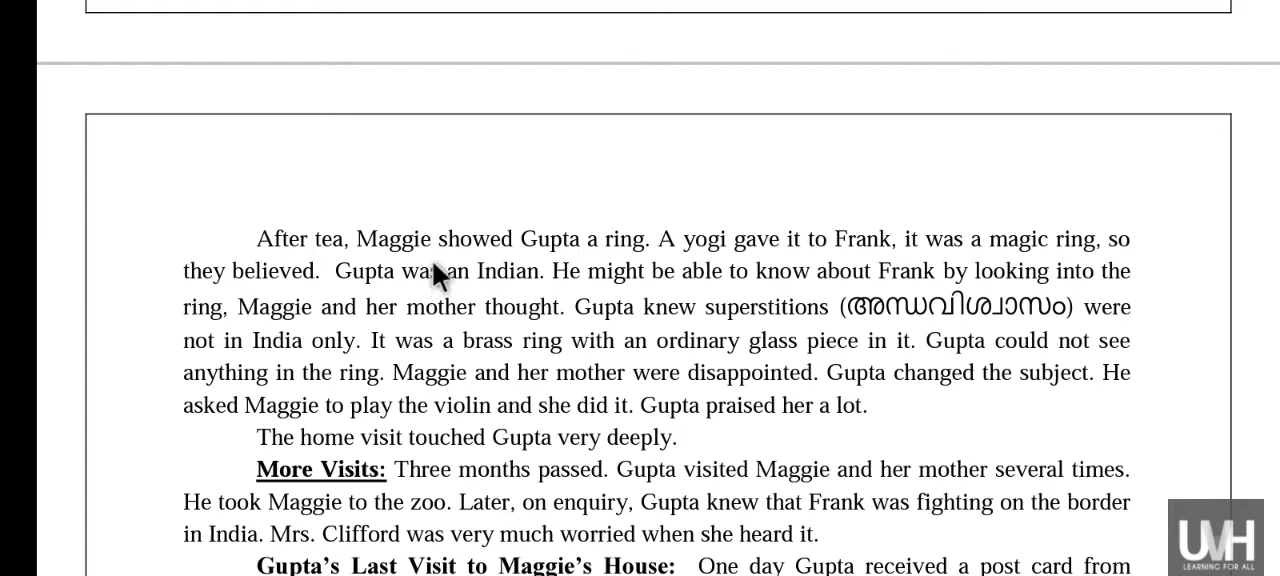 After tea, Maggie showed Gupta a ring. A yogi gave it to Frank, it was a magic ring, so
they believed.  Gupta was an Indian. He might be able to know about Frank by looking into the
ring, Maggie and her mother thought. Gupta knew superstitions (അന്ധവിശ്വാസം) were
not in India only. It was a brass ring with an ordinary glass piece in it. Gupta could not see
anything in the ring. Maggie and her mother were disappointed. Gupta changed the subject. He
asked Maggie to play the violin and she did it. Gupta praised her a lot.
The home visit touched Gupta very deeply.
More Visits: Three months passed. Gupta visited Maggie and her mother several times.
He took Maggie to the zoo. Later, on enquiry, Gupta knew that Frank was fighting on the border
in India. Mrs. Clifford was very much worried when she heard it.
Gupta’s Last Visit to Maggie’s House:  One day Gupta received a post card from
UMH
LEARNING FOR ALL